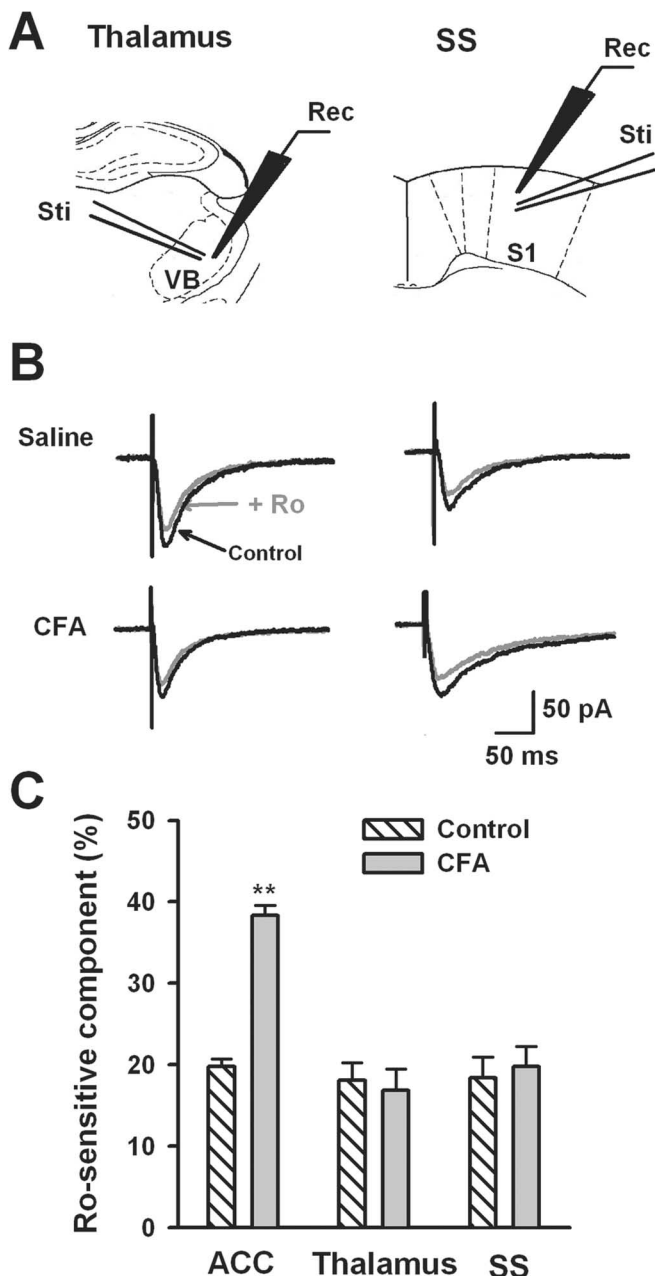 A
Thalamus
SS
Rec
Sti
VB
Rec
Sti
S1
B
Saline
+ Ro
Control
CFA
50 pA
50 ms
C
Ro-sensitive component (%)
50
40
30
20
10
0
Control
CFA
**
ACC
Thalamus
SS